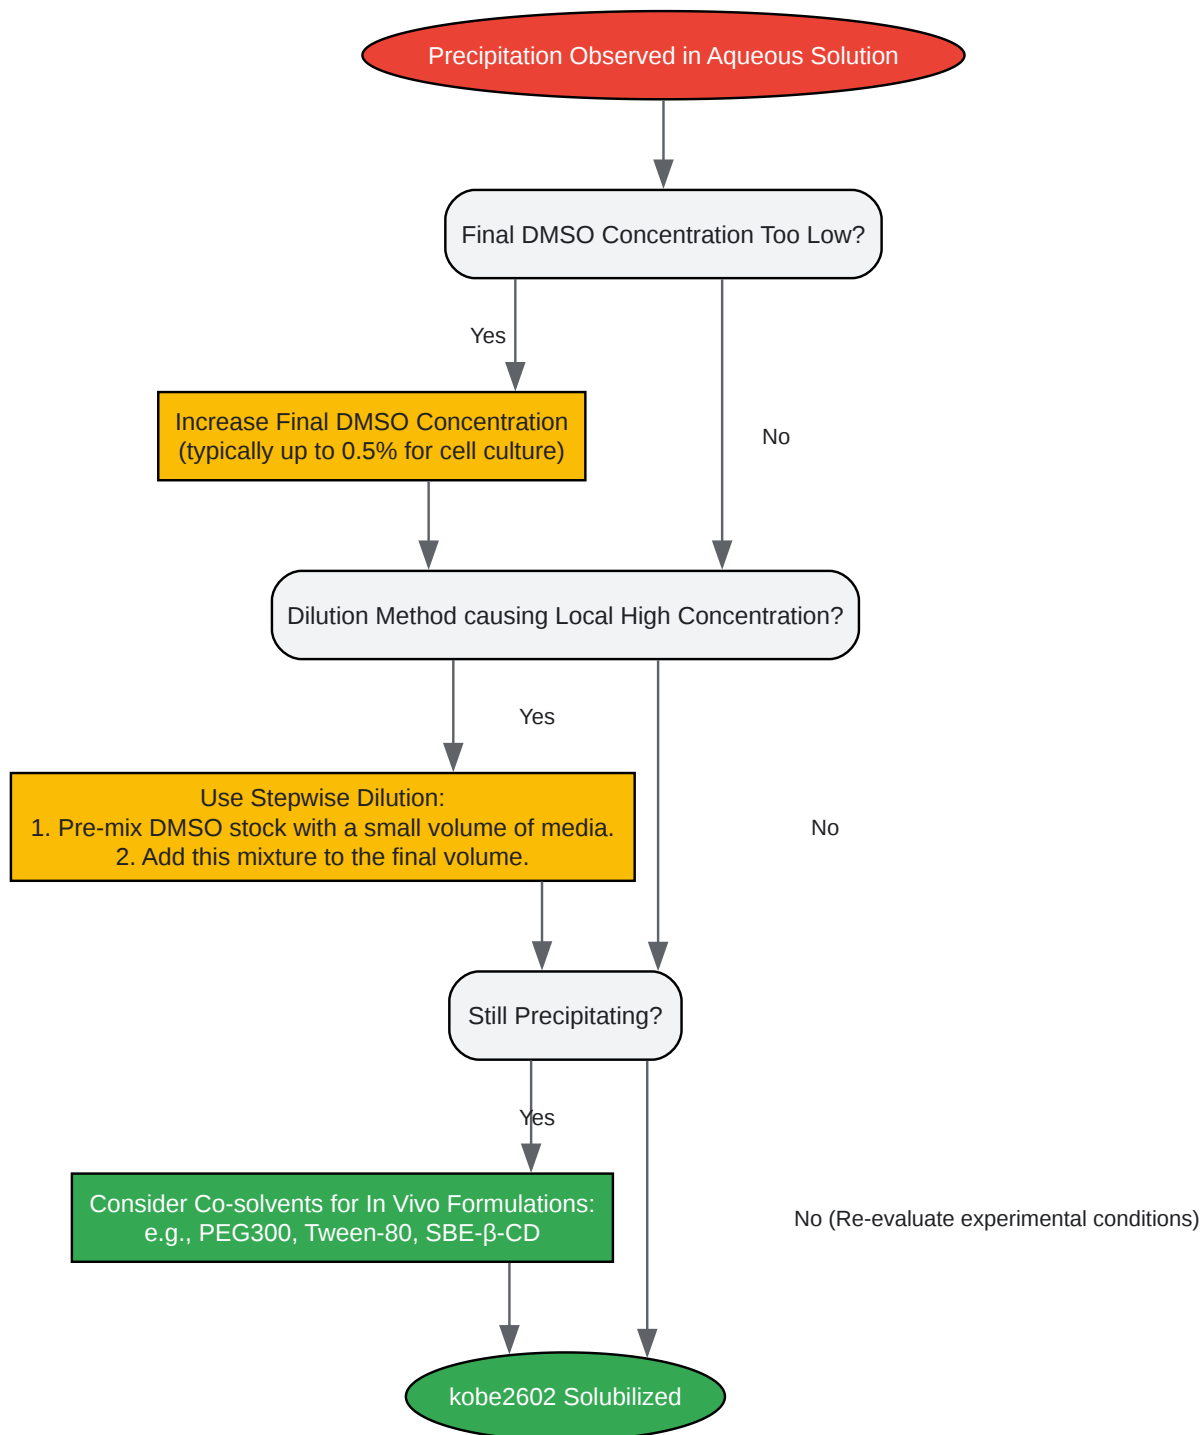 Precipitation Observed in Aqueous Solution
Final DMSO Concentration Too Low?
Yes
Increase Final DMSO Concentration
(typically up to 0.5% for cell culture)
No
Dilution Method causing Local High Concentration?
Yes
Use Stepwise Dilution:
1. Pre-mix DMSO stock with a small volume of media.
2. Add this mixture to the final volume.
No
Still Precipitating?
Yes
Consider Co-solvents for In Vivo Formulations:
e.g., PEG300, Tween-80, SBE-β-CD
No (Re-evaluate experimental conditions)
kobe2602 Solubilized